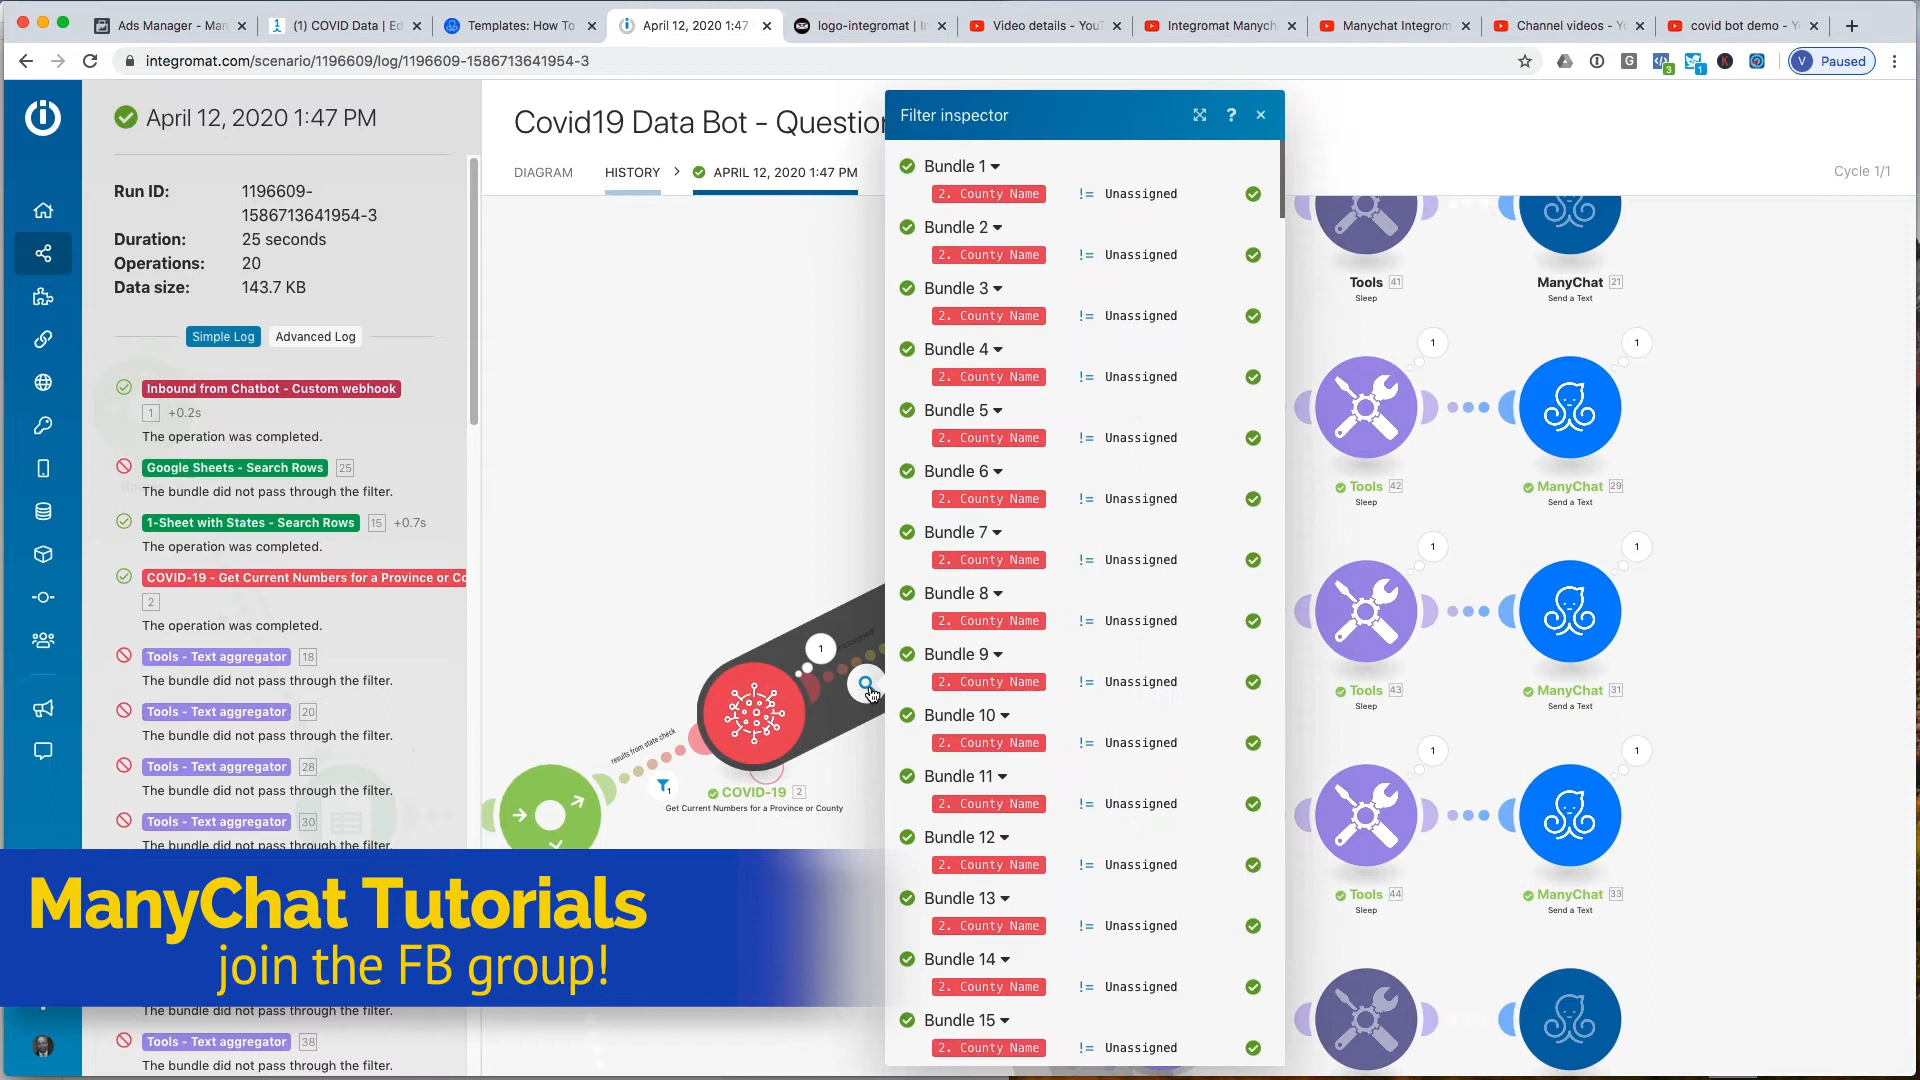 Ads Manager - Man
(1) COVID Data | Ed
Templates: How To
April 12, 2020 1:47
logo-integromat | I
Video details - YouT
Integromat Manych
Manychat Integrom
Channel videos - Y
covid bot demo - Y
integromat.com/scenario/1196609/log/1196609-1586713641954-3
G
3
1
K
V Paused
April 12, 2020 1:47 PM
Run ID: 1196609-
1586713641954-3
Duration: 25 seconds
Operations: 20
Data size: 143.7 KB
Simple Log Advanced Log
Inbound from Chatbot - Custom webhook
1 +0.2s
The operation was completed.
Google Sheets - Search Rows 25
The bundle did not pass through the filter.
1-Sheet with States - Search Rows 15 +0.7s
The operation was completed.
COVID-19 - Get Current Numbers for a Province or Co
2
The operation was completed.
Tools - Text aggregator 18
The bundle did not pass through the filter.
Tools - Text aggregator 20
The bundle did not pass through the filter.
Tools - Text aggregator 28
The bundle did not pass through the filter.
Tools - Text aggregator 30
The bundle did not pass through the filter.
ManyChat Tutorials
join the FB group!
The bundle did not pass through the filter.
Tools - Text aggregator 38
The bundle did not pass through the filter.
Covid19 Data Bot - Question
DIAGRAM HISTORY > APRIL 12, 2020 1:47 PM
Cycle 1/1
results from state check
1
1
COVID-19 2
Get Current Numbers for a Province or County
Filter inspector ?
Bundle 1
2. County Name != Unassigned
Bundle 2
2. County Name != Unassigned
Bundle 3
2. County Name != Unassigned
Bundle 4
2. County Name != Unassigned
Bundle 5
2. County Name != Unassigned
Bundle 6
2. County Name != Unassigned
Bundle 7
2. County Name != Unassigned
Bundle 8
2. County Name != Unassigned
Bundle 9
2. County Name != Unassigned
Bundle 10
2. County Name != Unassigned
Bundle 11
2. County Name != Unassigned
Bundle 12
2. County Name != Unassigned
Bundle 13
2. County Name != Unassigned
Bundle 14
2. County Name != Unassigned
Bundle 15
2. County Name != Unassigned
Tools 41 ManyChat 21
Sleep Send a Text
1 1
Tools 42 ManyChat 29
Sleep Send a Text
1 1
Tools 43 ManyChat 31
Sleep Send a Text
1 1
Tools 44 ManyChat 33
Sleep Send a Text